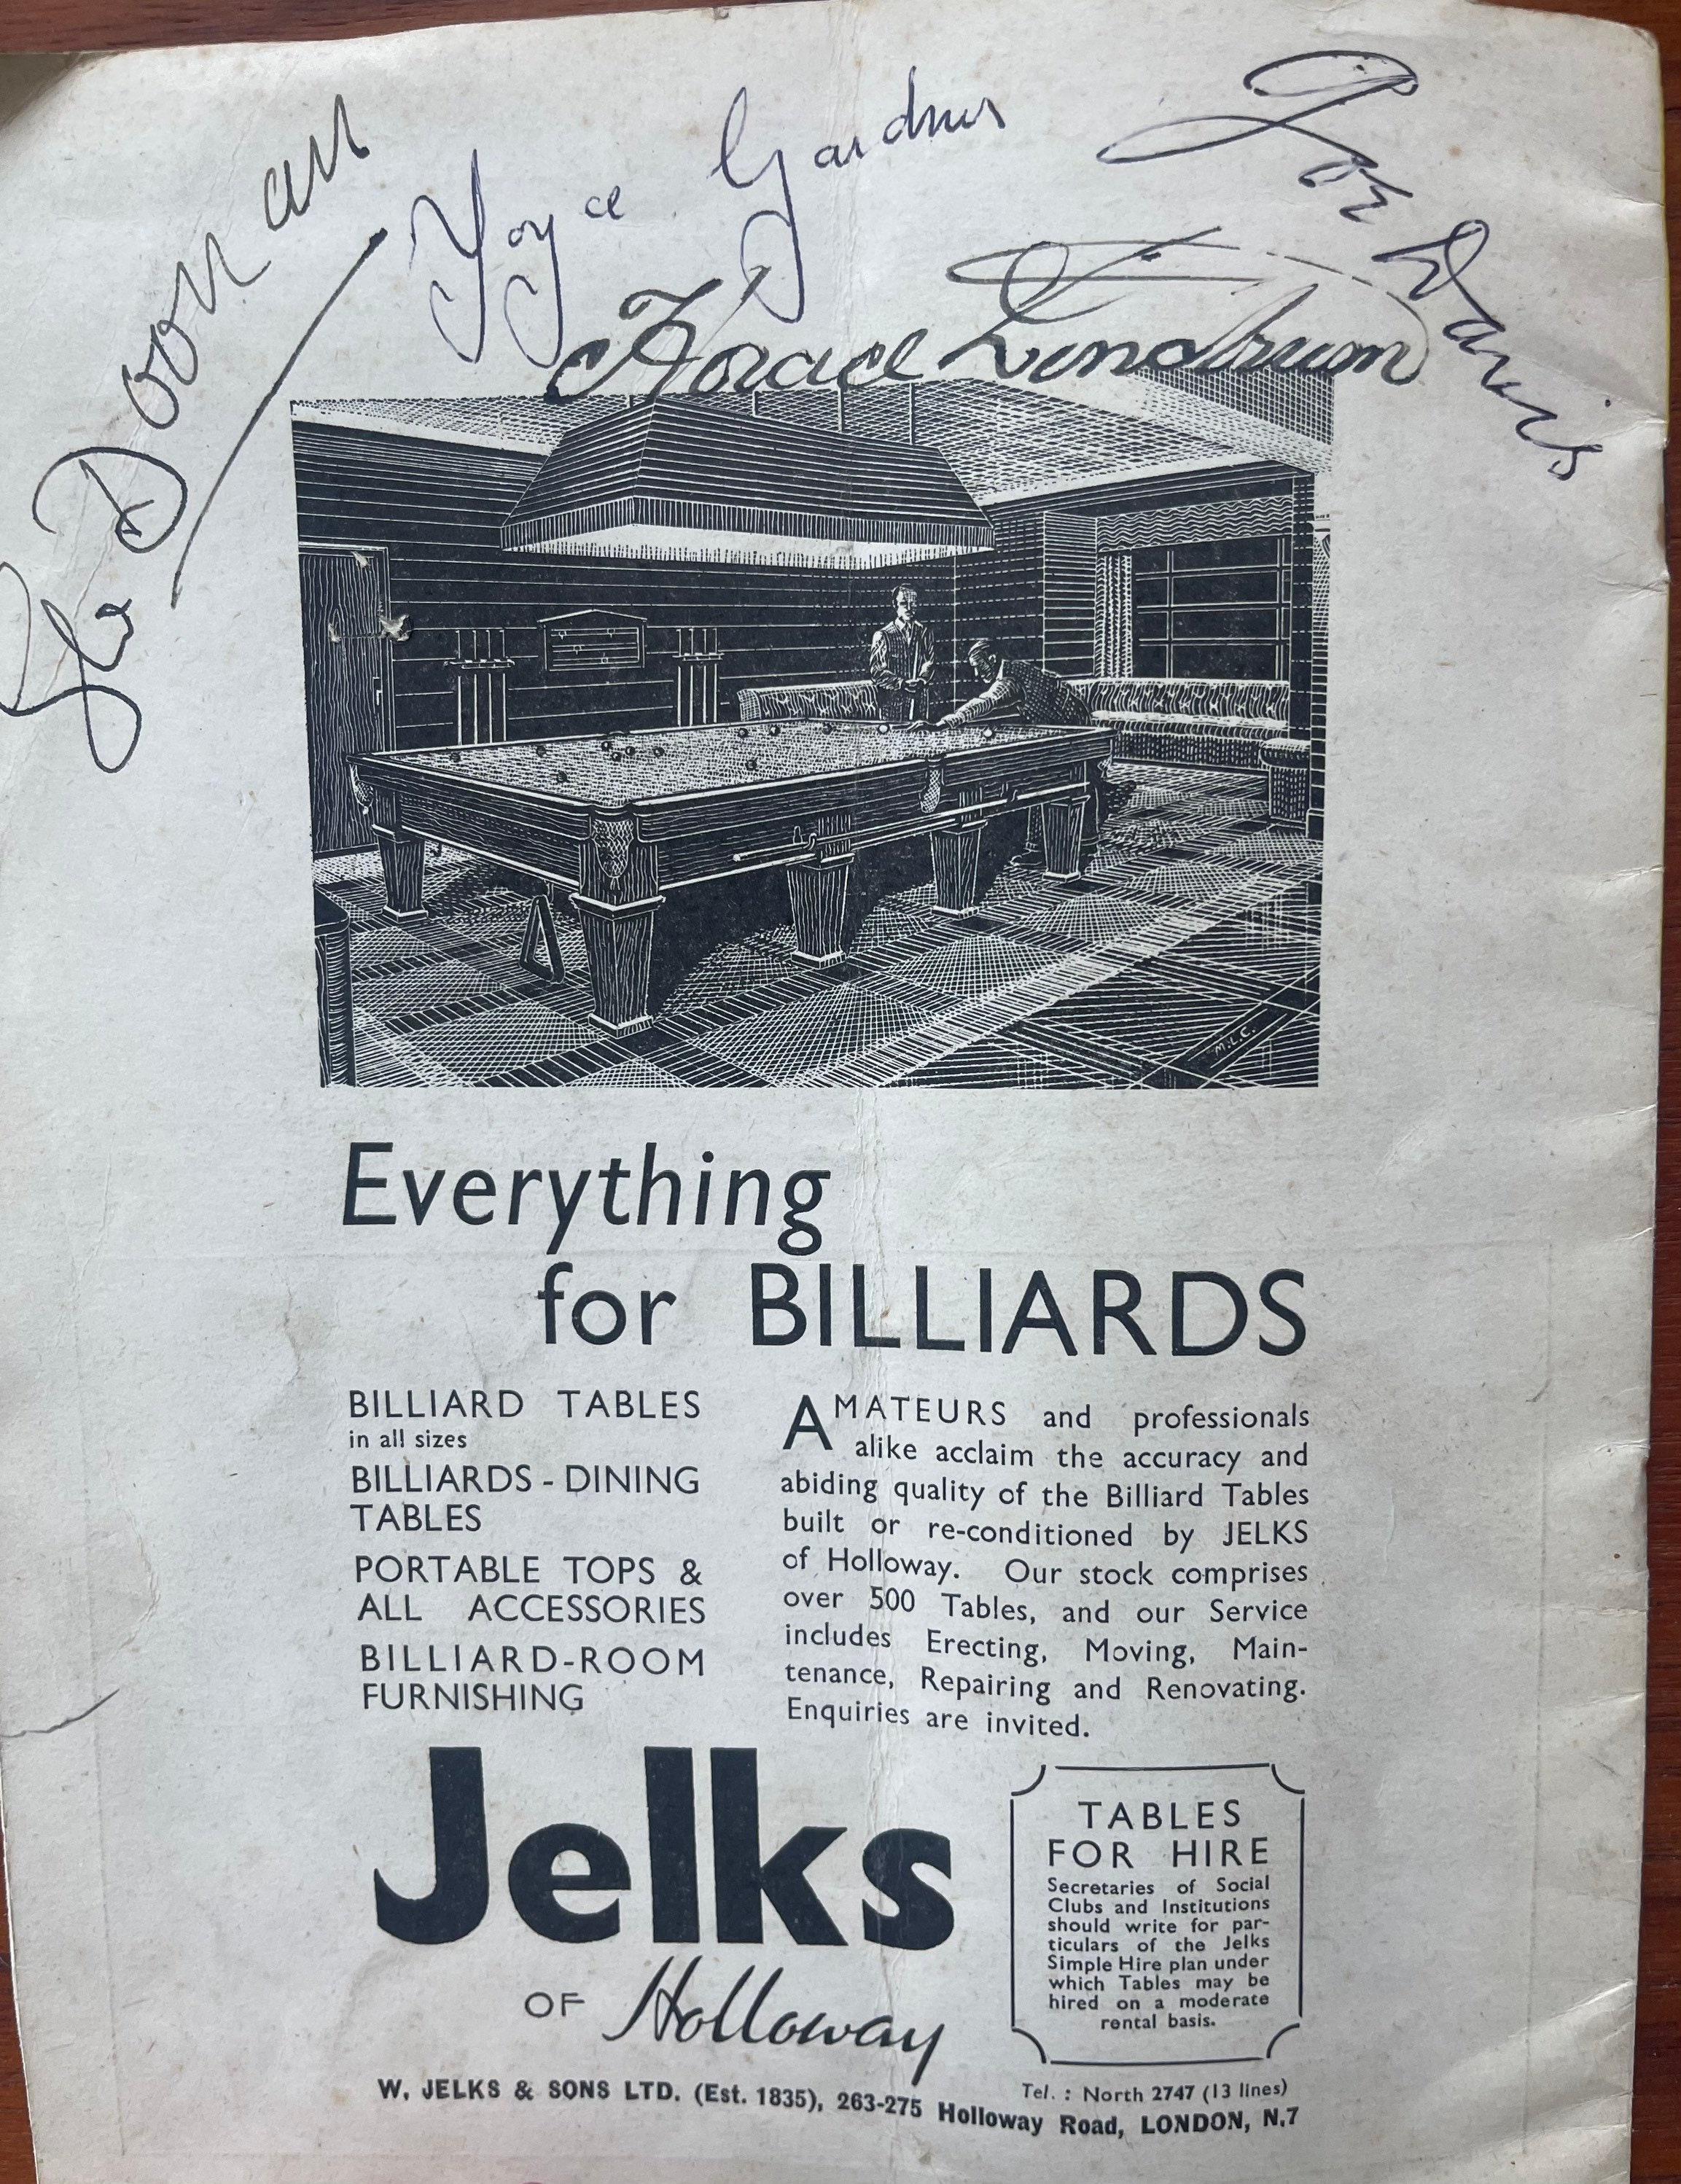 Joyce Gardner
Joe Davis
Horace Lindrum
M.L.C.
Everything
for BILLIARDS
BILLIARD TABLES
in all sizes
BILLIARDS - DINING
TABLES
PORTABLE TOPS &
ALL ACCESSORIES
BILLIARD-ROOM
FURNISHING
AMATEURS and professionals
alike acclaim the accuracy and
abiding quality of the Billiard Tables
built or re-conditioned by JELKS
of Holloway. Our stock comprises
over 500 Tables, and our Service
includes Erecting, Moving, Main-
tenance, Repairing and Renovating.
Enquiries are invited.
Jelks
OF Holloway
TABLES
FOR HIRE
Secretaries of Social
Clubs and Institutions
should write for par-
ticulars of the Jelks
Simple Hire plan under
which Tables may be
hired on a moderate
rental basis.
Tel. : North 2747 (13 lines)
W. JELKS & SONS LTD. (Est. 1835), 263-275 Holloway Road, LONDON, N.7